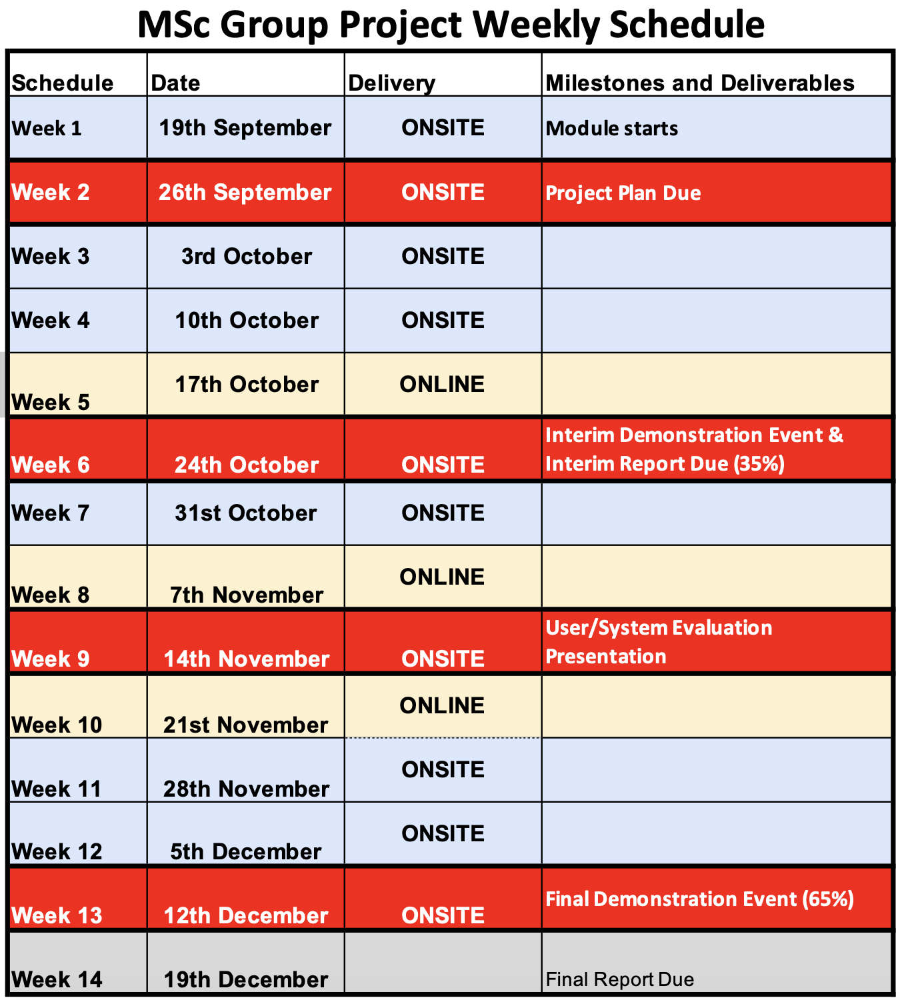 MSc Group Project Weekly Schedule
Schedule Date Delivery Milestones and Deliverables
Week 1 19th September ONSITE Module starts
Week 2 26th September ONSITE Project Plan Due
Week 3 3rd October ONSITE
Week 4 10th October ONSITE
Week 5 17th October ONLINE
Week 6 24th October ONSITE Interim Demonstration Event &
Interim Report Due (35%)
Week 7 31st October ONSITE
Week 8 7th November ONLINE
Week 9 14th November ONSITE User/System Evaluation
Presentation
Week 10 21st November ONLINE
Week 11 28th November ONSITE
Week 12 5th December ONSITE
Week 13 12th December ONSITE Final Demonstration Event (65%)
Week 14 19th December Final Report Due